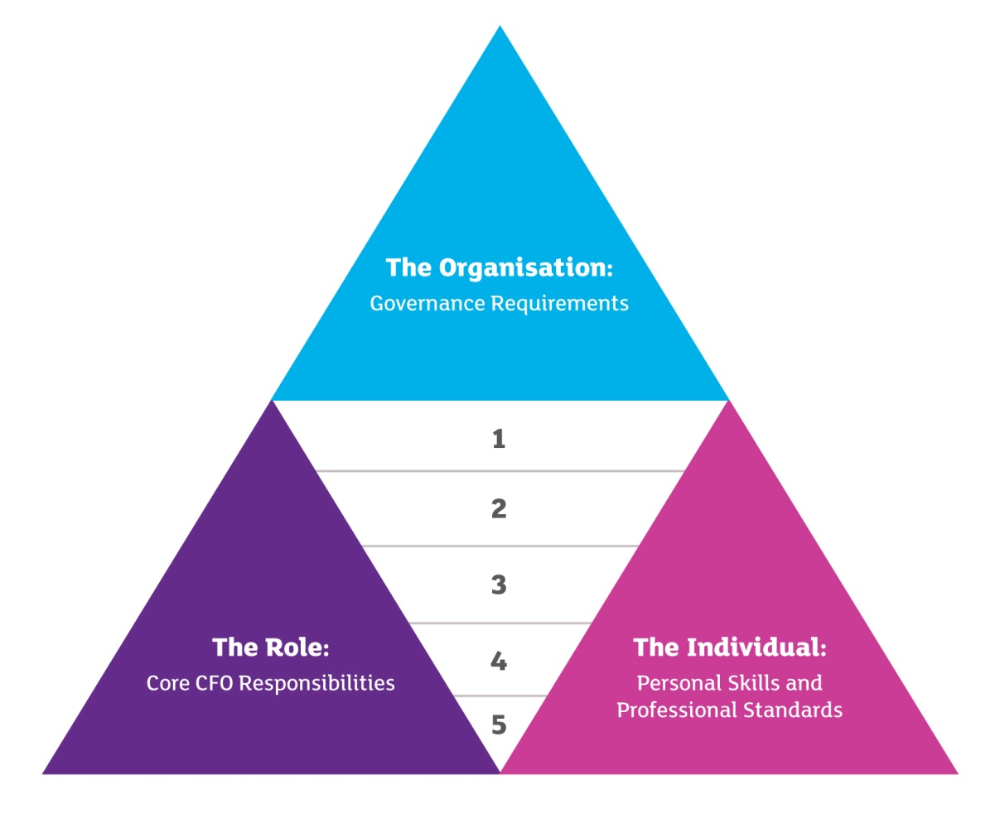 The Organisation:
Governance Requirements
1
2
3
4
5
The Role:
Core CFO Responsibilities
The Individual:
Personal Skills and
Professional Standards